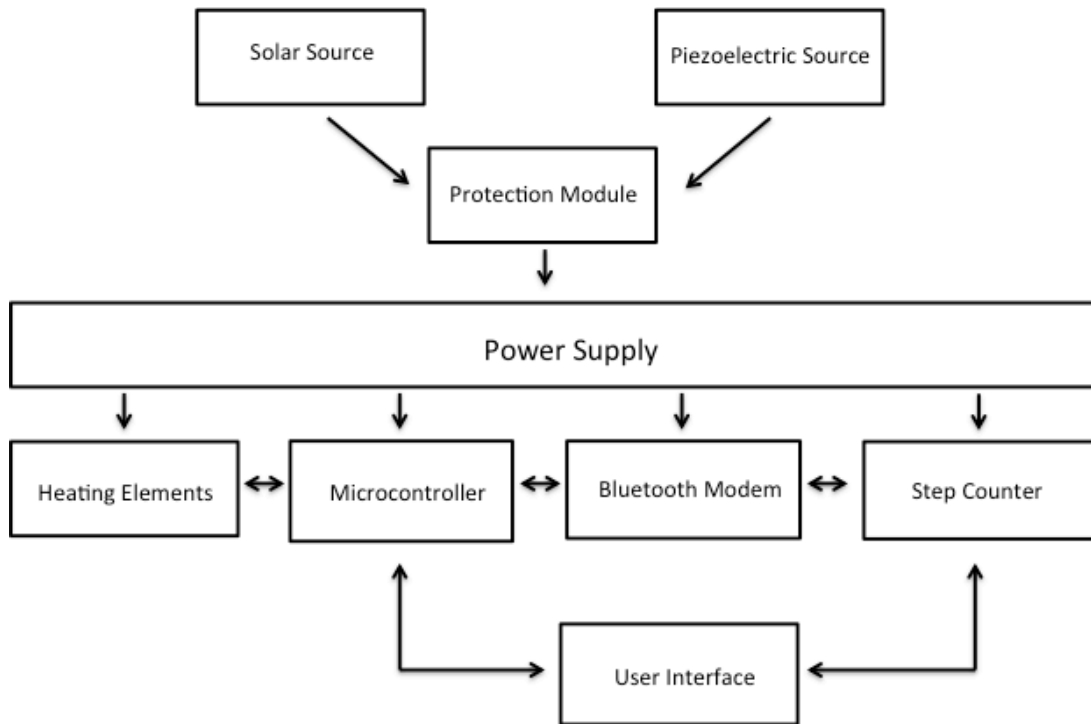 Solar Source
Piezoelectric Source
Protection Module
Power Supply
Heating Elements
Microcontroller
Bluetooth Modem
Step Counter
User Interface